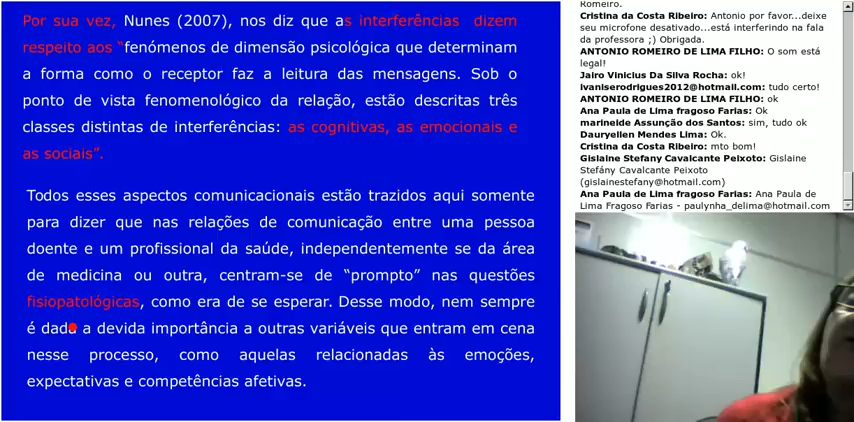 Por sua vez, Nunes (2007), nos diz que as interferências dizem
respeito aos “fenómenos de dimensão psicológica que determinam
a forma como o receptor faz a leitura das mensagens. Sob o
ponto de vista fenomenológico da relação, estão descritas três
classes distintas de interferências: as cognitivas, as emocionais e
as sociais”.
Todos esses aspectos comunicacionais estão trazidos aqui somente
para dizer que nas relações de comunicação entre uma pessoa
doente e um profissional da saúde, independentemente se da área
de medicina ou outra, centram-se de “prompto” nas questões
fisiopatológicas, como era de se esperar. Desse modo, nem sempre
é dada a devida importância a outras variáveis que entram em cena
nesse processo, como aquelas relacionadas às emoções,
expectativas e competências afetivas.
Romeiro.
Cristina da Costa Ribeiro: Antonio por favor...deixe
seu microfone desativado...está interferindo na fala
da professora ;) Obrigada.
ANTONIO ROMEIRO DE LIMA FILHO: O som está
legal!
Jairo Vinicius Da Silva Rocha: ok!
ivaniserodrigues2012@hotmail.com: tudo certo!
ANTONIO ROMEIRO DE LIMA FILHO: ok
Ana Paula de Lima fragoso Farias: Ok
marineide Assunção dos Santos: sim, tudo ok
Dauryellen Mendes Lima: Ok.
Cristina da Costa Ribeiro: mto bom!
Gislaine Stefany Cavalcante Peixoto: Gislaine
Stefány Cavalcante Peixoto
(gislainestefany@hotmail.com)
Ana Paula de Lima fragoso Farias: Ana Paula de
Lima Fragoso Farias - paulynha_delima@hotmail.com